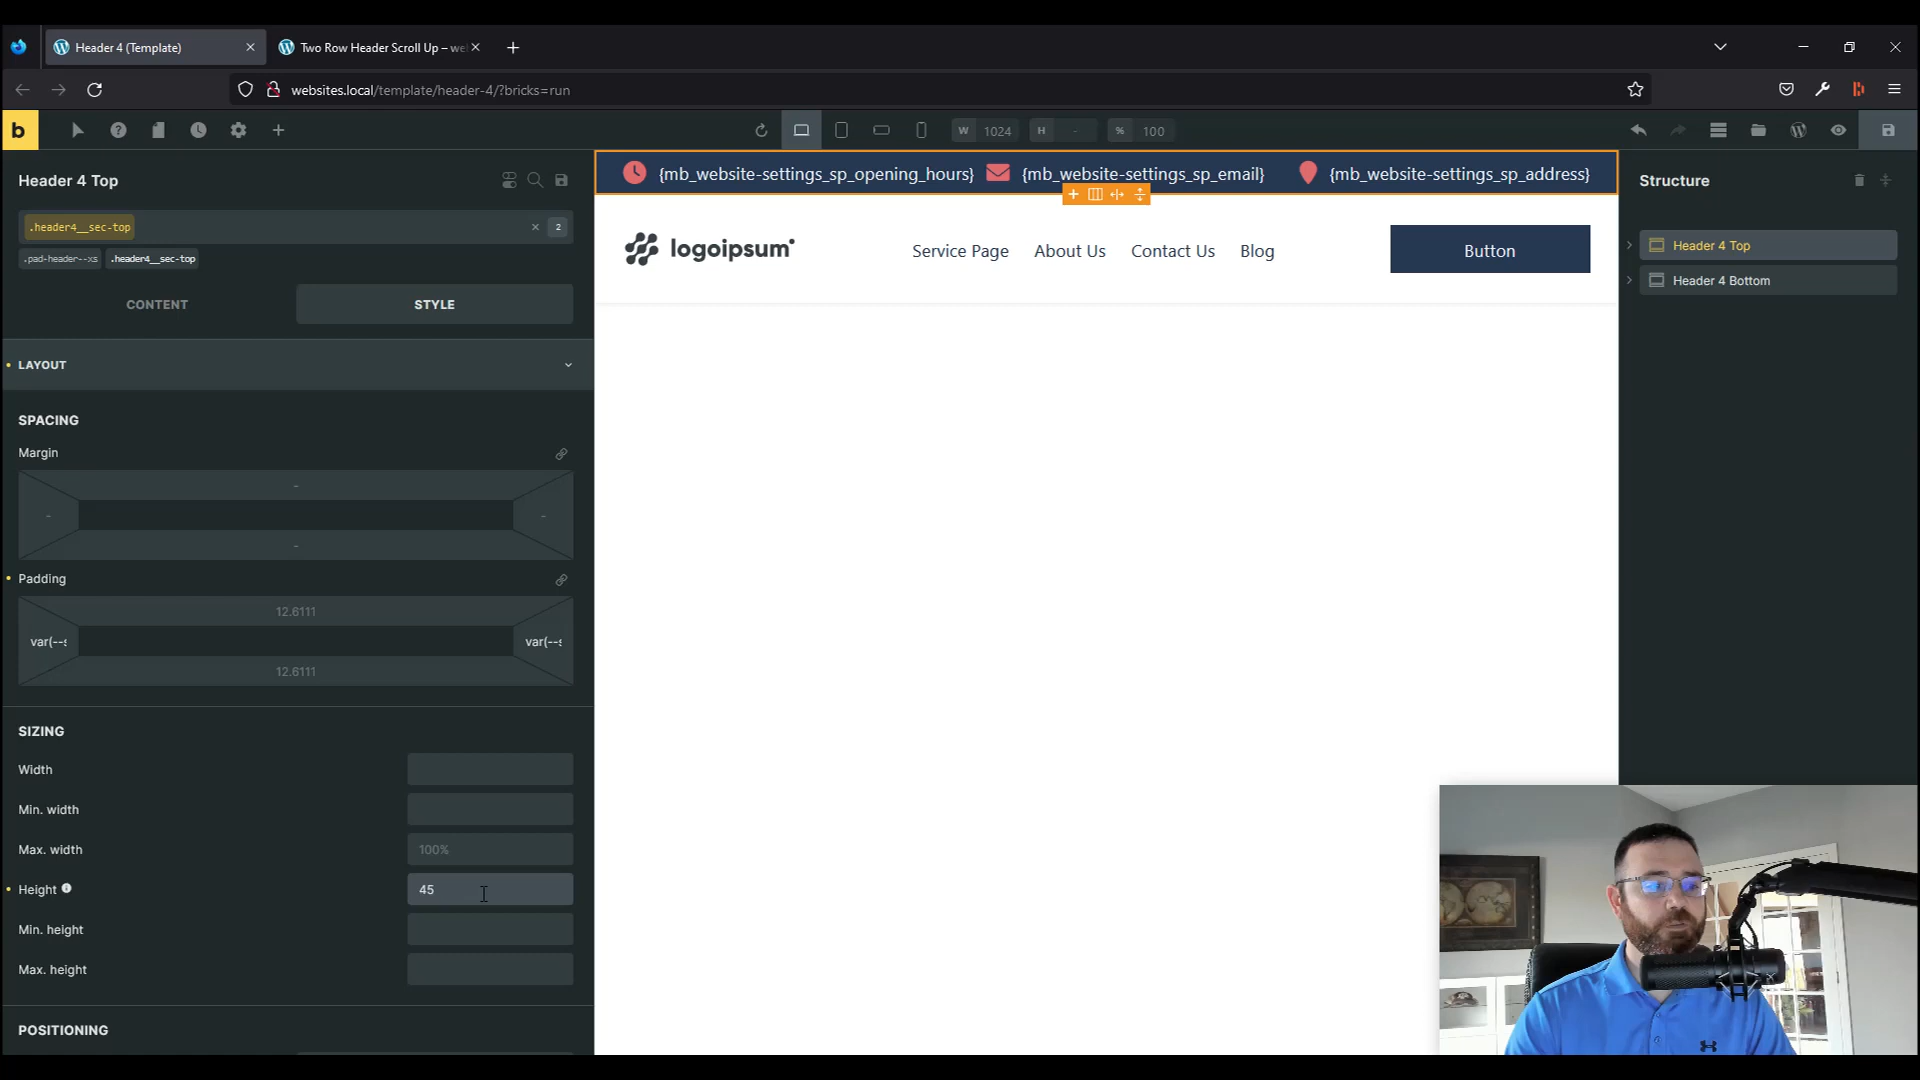 Header 4 (Template)
Two Row Header Scroll Up – we
websites.local/template/header-4/?bricks=run
b
W 1024 H - % 100
Header 4 Top
.header4__sec-top
2
.pad-header--xs .header4__sec-top
CONTENT STYLE
LAYOUT
SPACING
Margin
-
- -
-
Padding
12.6111
var(--s var(--s
12.6111
SIZING
Width
Min. width
Max. width 100%
Height 45
Min. height
Max. height
POSITIONING
{mb_website-settings_sp_opening_hours} {mb_website-settings_sp_email} {mb_website-settings_sp_address}
logoipsum Service Page About Us Contact Us Blog Button
Structure
Header 4 Top
Header 4 Bottom